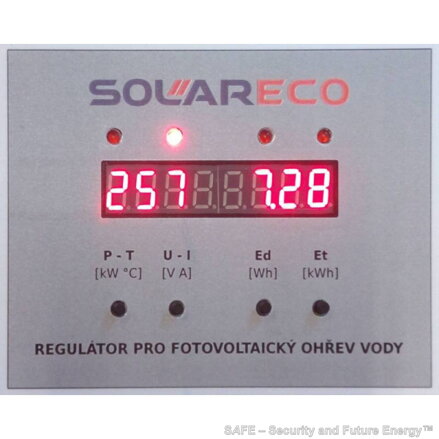 SOLARECO
257 7.28
P - T U - I Ed Et
[kW °C] [V A] [Wh] [kWh]
REGULÁTOR PRO FOTOVOLTAICKÝ OHŘEV VODY
SAFE – Security and Future Energy™